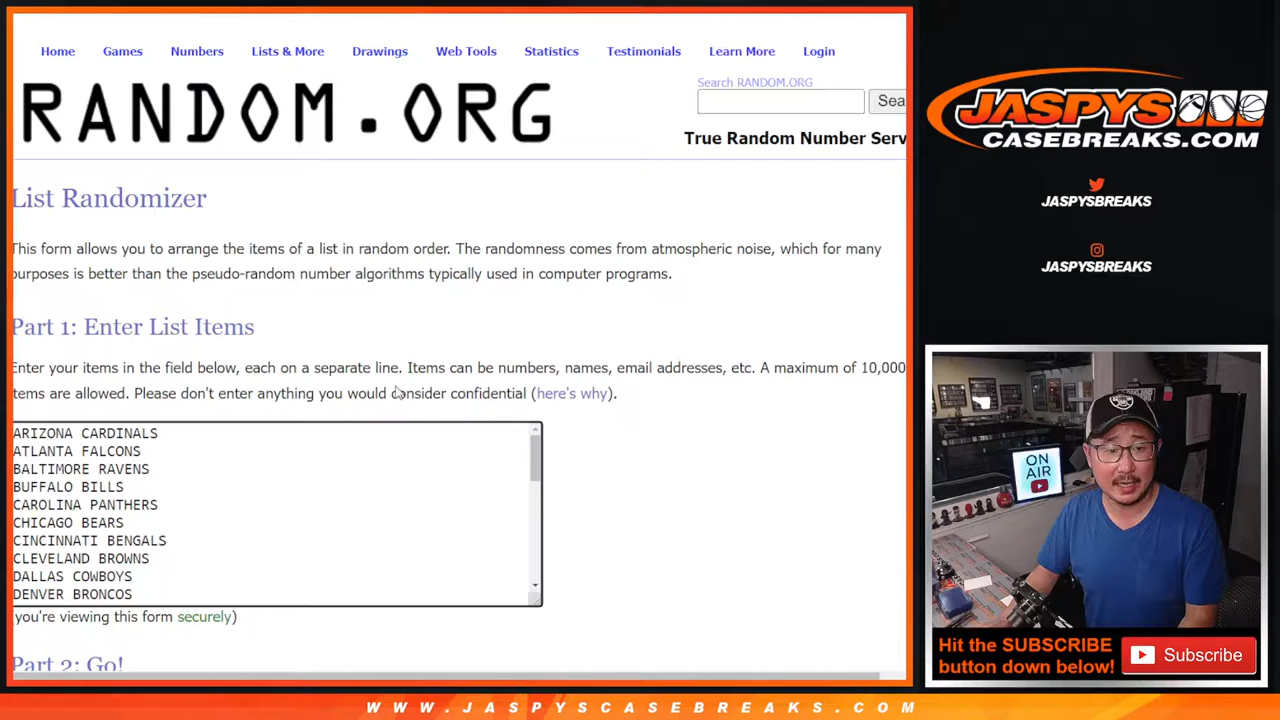 Home Games Numbers Lists & More Drawings Web Tools Statistics Testimonials Learn More Login
RANDOM.ORG
Search RANDOM.ORG
Sea
True Random Number Serv
List Randomizer
This form allows you to arrange the items of a list in random order. The randomness comes from atmospheric noise, which for many
purposes is better than the pseudo-random number algorithms typically used in computer programs.
Part 1: Enter List Items
Enter your items in the field below, each on a separate line. Items can be numbers, names, email addresses, etc. A maximum of 10,000
items are allowed. Please don't enter anything you would consider confidential (here's why).
ARIZONA CARDINALS
ATLANTA FALCONS
BALTIMORE RAVENS
BUFFALO BILLS
CAROLINA PANTHERS
CHICAGO BEARS
CINCINNATI BENGALS
CLEVELAND BROWNS
DALLAS COWBOYS
DENVER BRONCOS
(you're viewing this form securely)
Part 2: Go!
JASPYS
CASEBREAKS.COM
JASPYSBREAKS
JASPYSBREAKS
ON
AIR
Hit the SUBSCRIBE
button down below!
Subscribe
WWW.JASPYSCASEBREAKS.COM